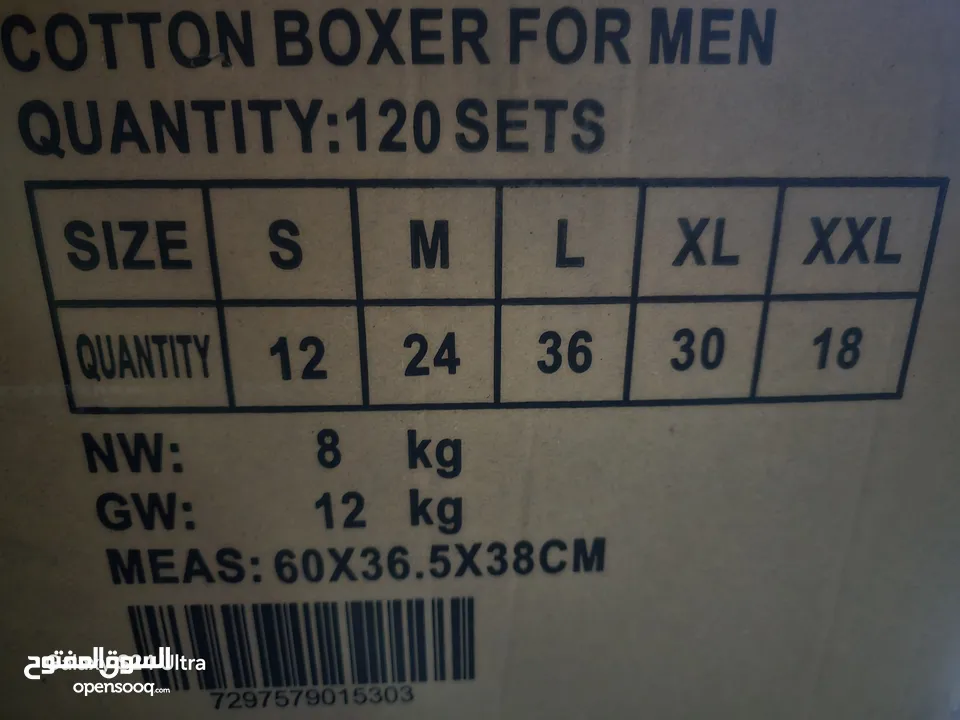 COTTON BOXER FOR MEN
QUANTITY:120 SETS
SIZE S M L XL XXL
QUANTITY 12 24 36 30 18
NW: 8 kg
GW: 12 kg
MEAS: 60X36.5X38CM
السوق المفتوح
Ultra
opensooq.com
7297579015303